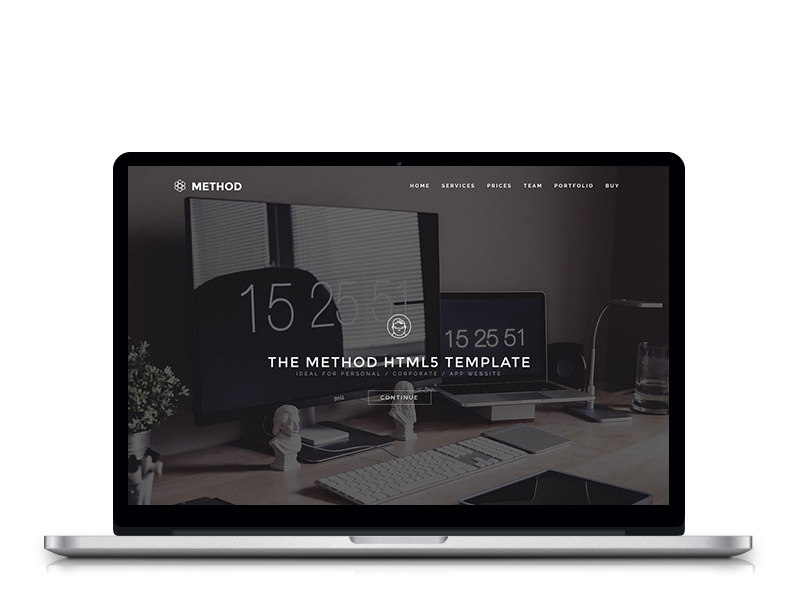 METHOD
HOME SERVICES PRICES TEAM PORTFOLIO BUY
15 25 51
15 25 51
THE METHOD HTML5 TEMPLATE
IDEAL FOR PERSONAL / CORPORATE / APP WEBSITE
CONTINUE